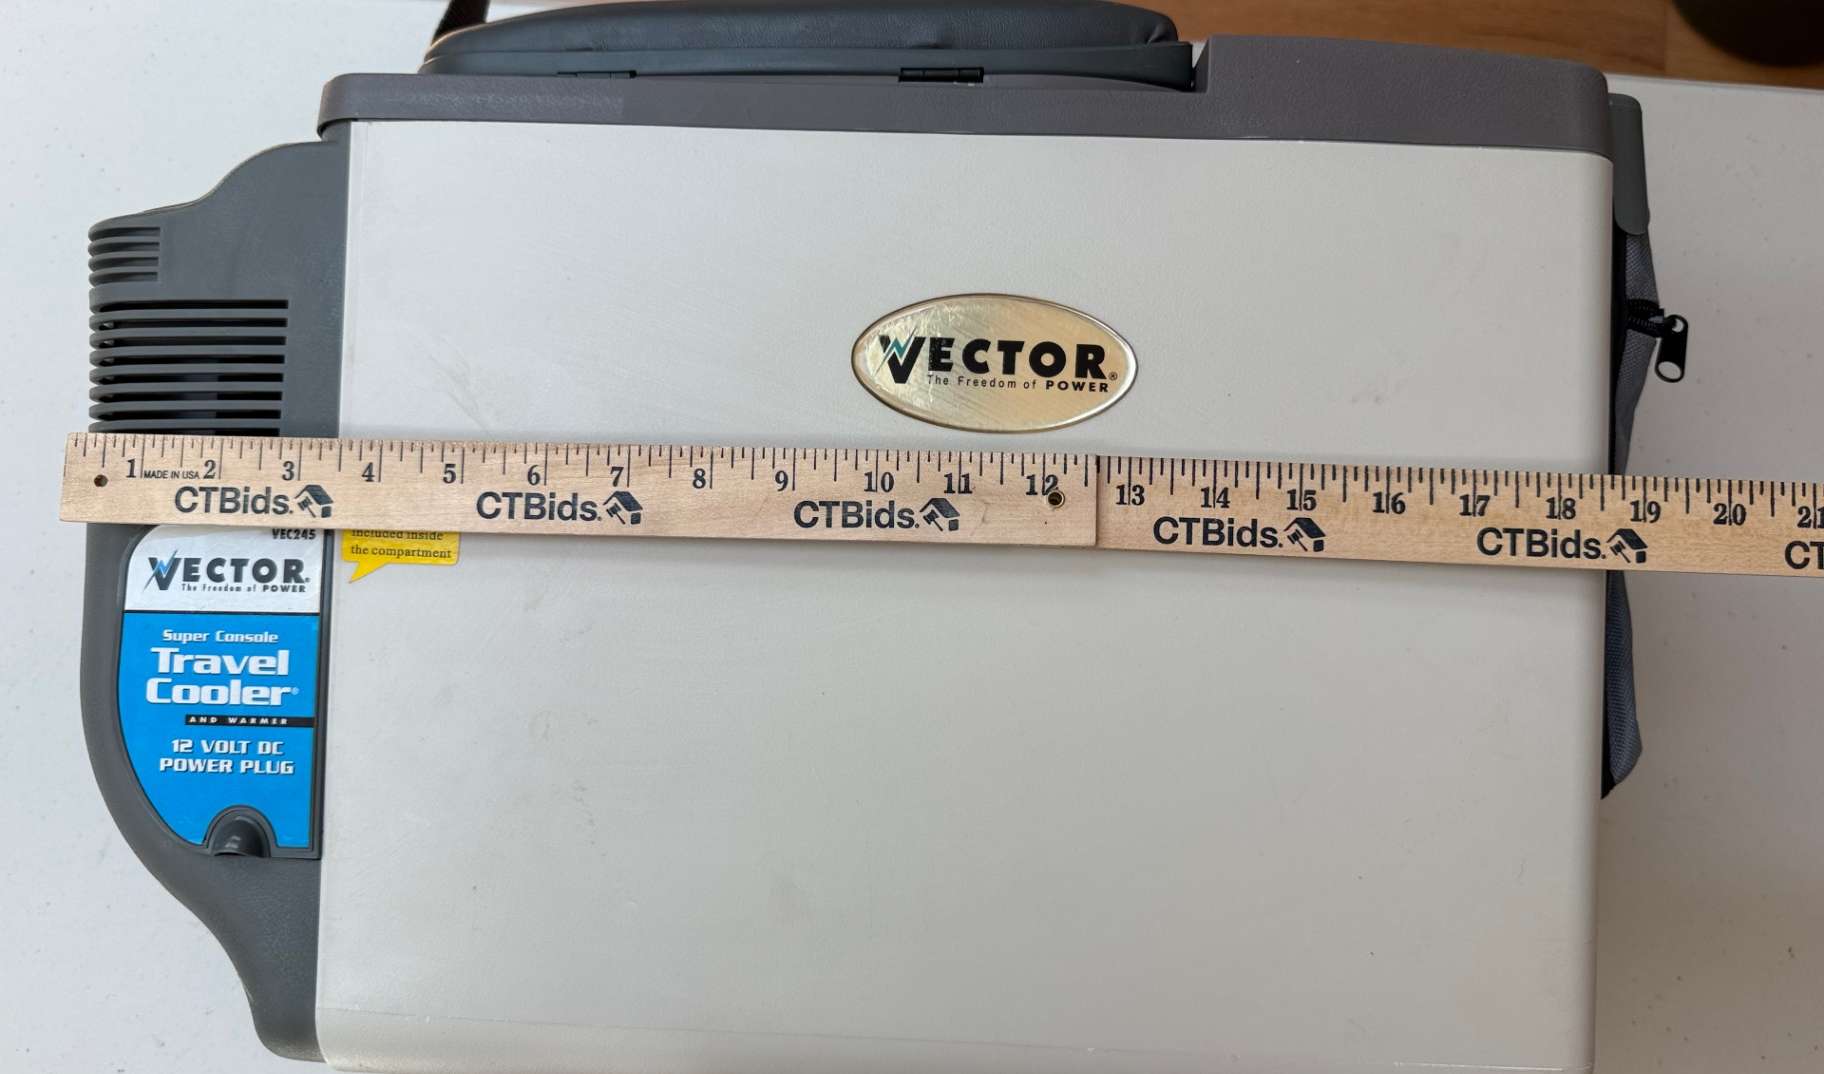 VECTOR®
The Freedom of POWER
1 MADE IN USA 2 3 4 5 6 7 8 9 10 11 12 13 14 15 16 17 18 19 20 21
CTBids. CTBids. CTBids. CTBids. CTBids. CT
VEC245
included inside
the compartment
VECTOR®
The Freedom of POWER
Super Console
Travel
Cooler®
AND WARMER
12 VOLT DC
POWER PLUG